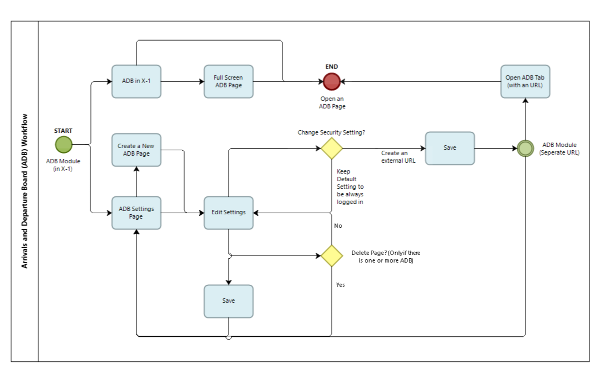 Arrivals and Departure Board (ADB) Workflow
START
ADB Module
(in X-1)
ADB in X-1
Full Screen
ADB Page
END
Open an
ADB Page
Open ADB Tab
(with an URL)
Create a New
ADB Page
ADB Settings
Page
Edit Settings
Change Security Setting?
Create an
external URL
Save
ADB Module
(Seperate URL)
Keep
Default
Setting to
be always
logged in
No
Delete Page?(Onlyif there
is one or more ADB)
Yes
Save